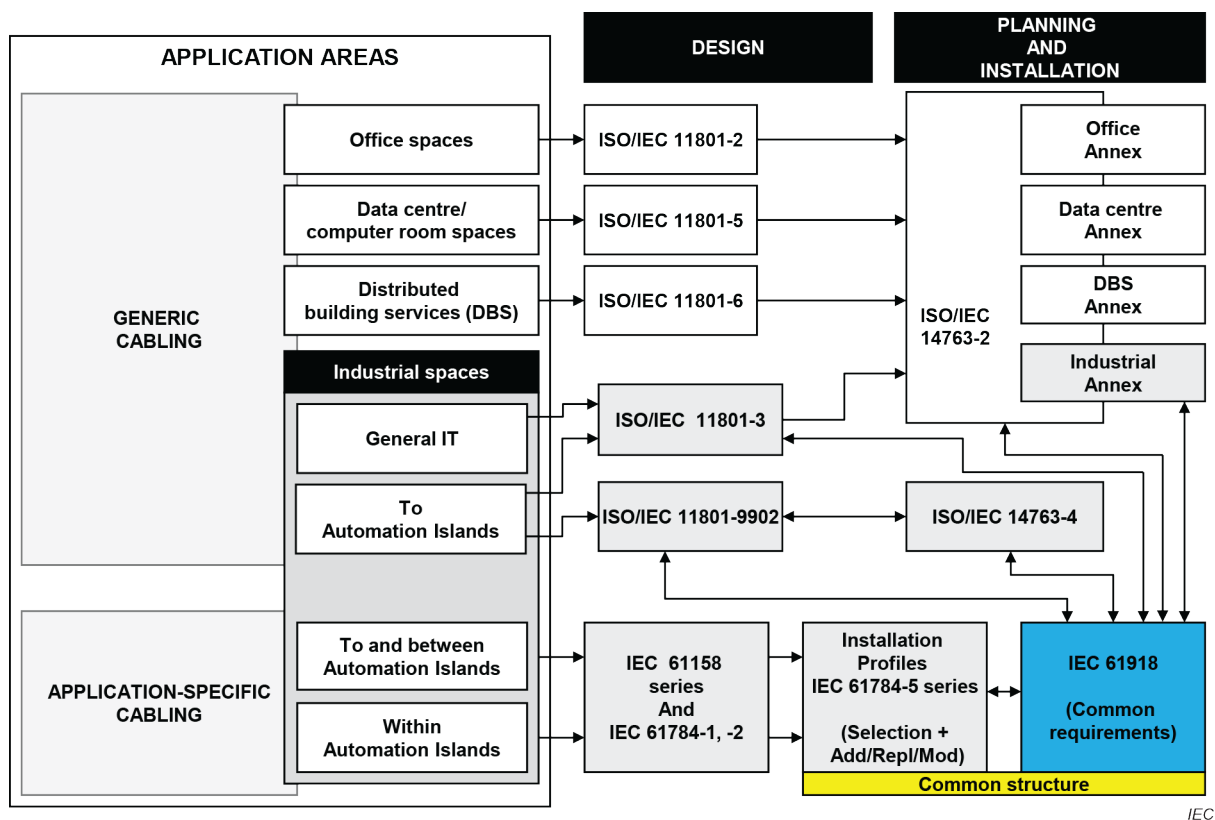 APPLICATION AREAS
DESIGN
PLANNING
AND
INSTALLATION
GENERIC
CABLING
Office spaces
ISO/IEC 11801-2
Office
Annex
Data centre/
computer room spaces
ISO/IEC 11801-5
Data centre
Annex
Distributed
building services (DBS)
ISO/IEC 11801-6
DBS
Annex
ISO/IEC
14763-2
Industrial
Annex
Industrial spaces
General IT
ISO/IEC  11801-3
To
Automation Islands
ISO/IEC 11801-9902
ISO/IEC 14763-4
APPLICATION-SPECIFIC
CABLING
To and between
Automation Islands
Within
Automation Islands
IEC  61158
series
And
IEC 61784-1, -2
Installation
Profiles
IEC 61784-5 series
(Selection +
Add/Repl/Mod)
IEC 61918
(Common
requirements)
Common structure
IEC